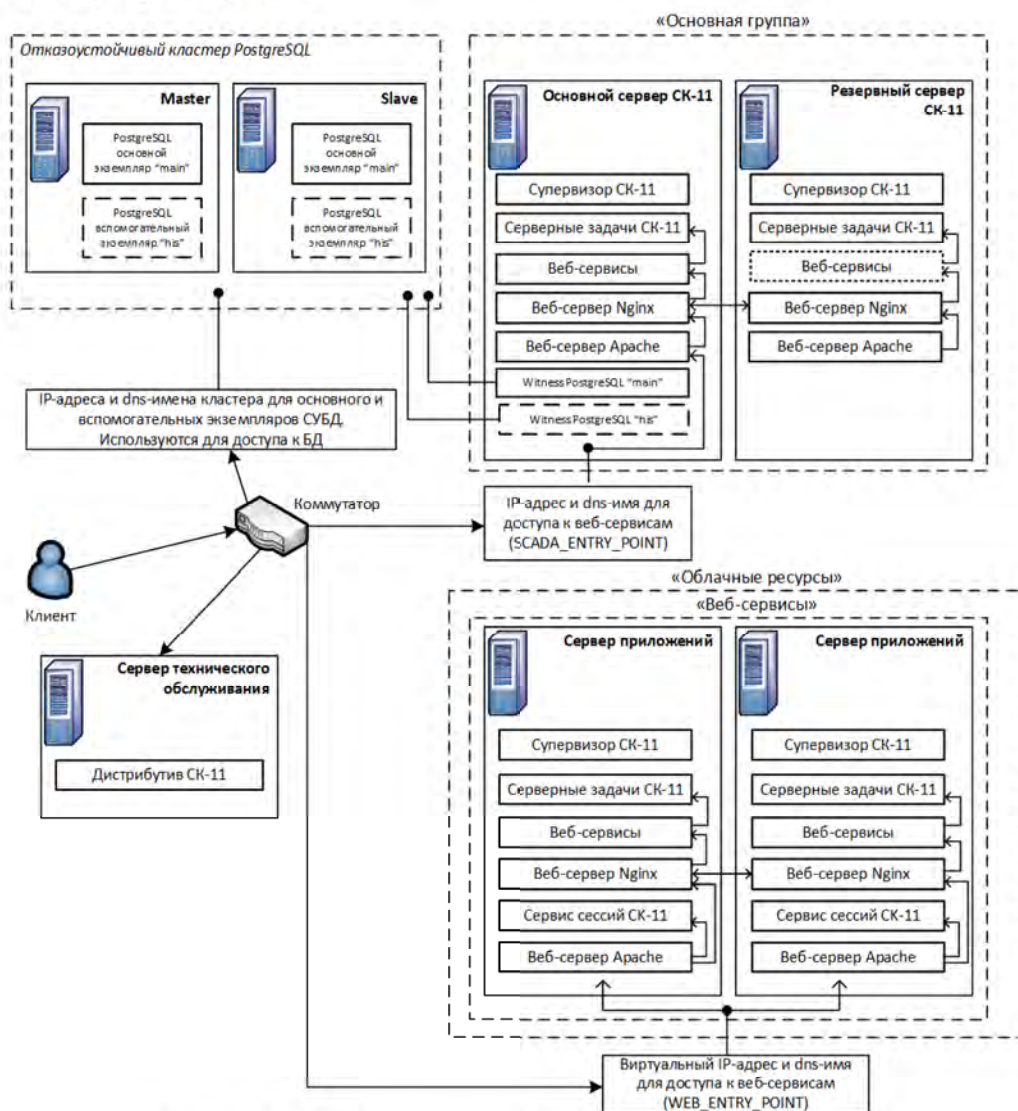 «Основная группа»
Отказоустойчивый кластер PostgreSQL
Master
PostgreSQL
основной
экземпляр "main"
PostgreSQL
вспомогательный
экземпляр "his"
Slave
PostgreSQL
основной
экземпляр "main"
PostgreSQL
вспомогательный
экземпляр "his"
Основной сервер СК-11
Супервизор СК-11
Серверные задачи СК-11
Веб-сервисы
Веб-сервер Nginx
Веб-сервер Apache
Witness PostgreSQL "main"
Witness PostgreSQL "his"
Резервный сервер
СК-11
Супервизор СК-11
Серверные задачи СК-11
Веб-сервисы
Веб-сервер Nginx
Веб-сервер Apache
IP-адреса и dns-имена кластера для основного и
вспомогательных экземпляров СУБД.
Используются для доступа к БД
Коммутатор
IP-адрес и dns-имя для
доступа к веб-сервисам
(SCADA_ENTRY_POINT)
Клиент
Сервер технического
обслуживания
Дистрибутив СК-11
«Облачные ресурсы»
«Веб-сервисы»
Сервер приложений
Супервизор СК-11
Серверные задачи СК-11
Веб-сервисы
Веб-сервер Nginx
Сервис сессий СК-11
Веб-сервер Apache
Сервер приложений
Супервизор СК-11
Серверные задачи СК-11
Веб-сервисы
Веб-сервер Nginx
Сервис сессий СК-11
Веб-сервер Apache
Виртуальный IP-адрес и dns-имя
для доступа к веб-сервисам
(WEB_ENTRY_POINT)